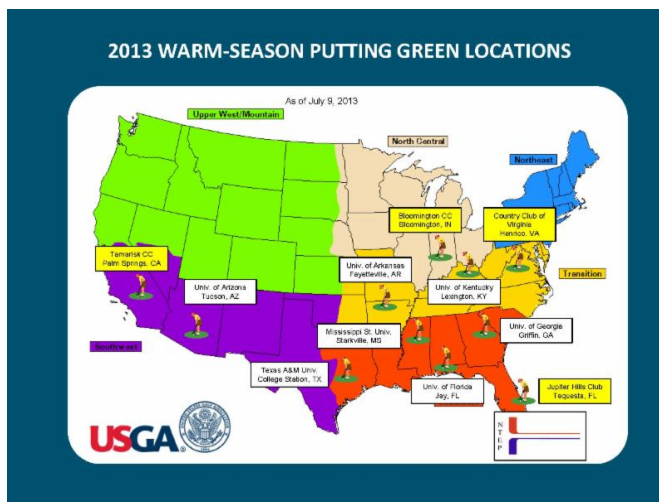 2013 WARM-SEASON PUTTING GREEN LOCATIONS
As of July 9, 2013
Upper West/Mountain
North Central
Northeast
Bloomington CC
Bloomington, IN
Country Club of
Virginia
Henrico, VA
Tamarisk CC
Palm Springs, CA
Univ. of Arkansas
Fayetteville, AR
Univ. of Arizona
Tucson, AZ
Univ. of Kentucky
Lexington, KY
Transition
Mississippi St. Univ.
Starkville, MS
Univ. of Georgia
Griffin, GA
Southwest
Texas A&M Univ.
College Station, TX
Univ. of Florida
Jay, FL
Jupiter Hills Club
Tequesta, FL
USGA
NTEP